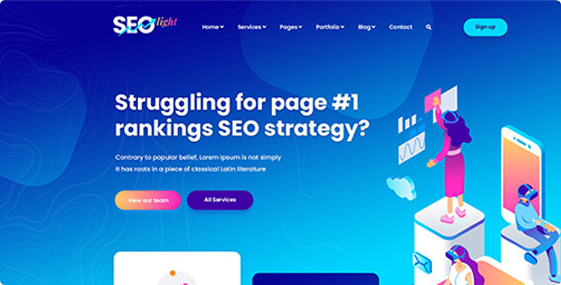 SEO light
Home Services Pages Portfolio Blog Contact
Sign up
Struggling for page #1
rankings SEO strategy?
Contrary to popular belief, Lorem Ipsum is not simply
It has roots in a piece of classical Latin literature
View our team
All Services